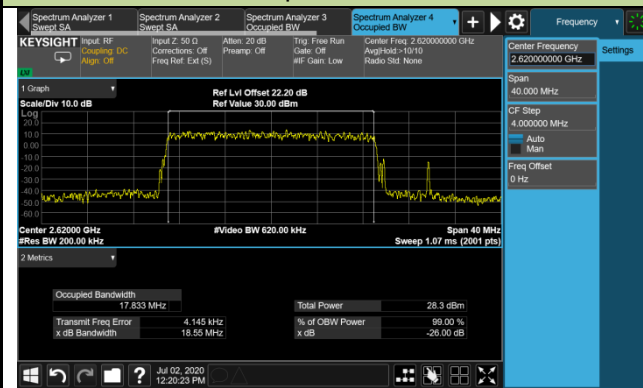 Spectrum Analyzer 1
Swept SA
Spectrum Analyzer 2
Swept SA
Spectrum Analyzer 3
Occupied BW
Spectrum Analyzer 4
Occupied BW
Frequency
KEYSIGHT
Input: RF
Coupling: DC
Align: Off
Input Z: 50 Ω
Corrections: Off
Freq Ref: Ext (S)
Atten: 20 dB
Preamp: Off
Trig: Free Run
Gate: Off
#IF Gain: Low
Center Freq: 2.620000000 GHz
Avg|Hold:>10/10
Radio Std: None
LXI
Center Frequency
2.620000000 GHz
Settings
Span
40.000 MHz
CF Step
4.000000 MHz
Auto
Man
Freq Offset
0 Hz
1 Graph
Scale/Div 10.0 dB
Ref Lvl Offset 22.20 dB
Ref Value 30.00 dBm
Log
20.0
10.0
0.00
-10.0
-20.0
-30.0
-40.0
-50.0
-60.0
Center 2.62000 GHz
#Res BW 200.00 kHz
#Video BW 620.00 kHz
Span 40 MHz
Sweep 1.07 ms (2001 pts)
2 Metrics
Occupied Bandwidth
17.833 MHz
Total Power 28.3 dBm
Transmit Freq Error 4.145 kHz
% of OBW Power 99.00 %
x dB Bandwidth 18.55 MHz
x dB -26.00 dB
?
Jul 02, 2020
12:20:23 PM